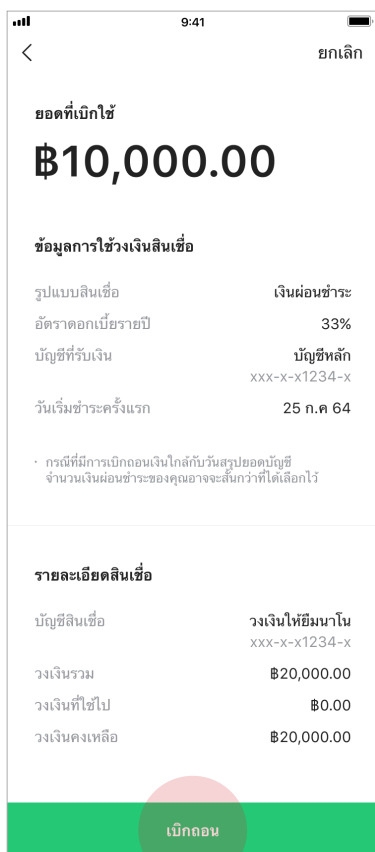 9:41
ยกเลิก
ยอดที่เบิกใช้
฿10,000.00
ข้อมูลการใช้วงเงินสินเชื่อ
รูปแบบสินเชื่อ เงินผ่อนชำระ
อัตราดอกเบี้ยรายปี 33%
บัญชีที่รับเงิน บัญชีหลัก
xxx-x-x1234-x
วันเริ่มชำระครั้งแรก 25 ก.ค 64
· กรณีที่มีการเบิกถอนเงินใกล้กับวันสรุปยอดบัญชี
จำนวนเงินผ่อนชำระของคุณอาจจะสั้นกว่าที่ได้เลือกไว้
รายละเอียดสินเชื่อ
บัญชีสินเชื่อ วงเงินให้ยืมนาโน
xxx-x-x1234-x
วงเงินรวม ฿20,000.00
วงเงินที่ใช้ไป ฿0.00
วงเงินคงเหลือ ฿20,000.00
เบิกถอน